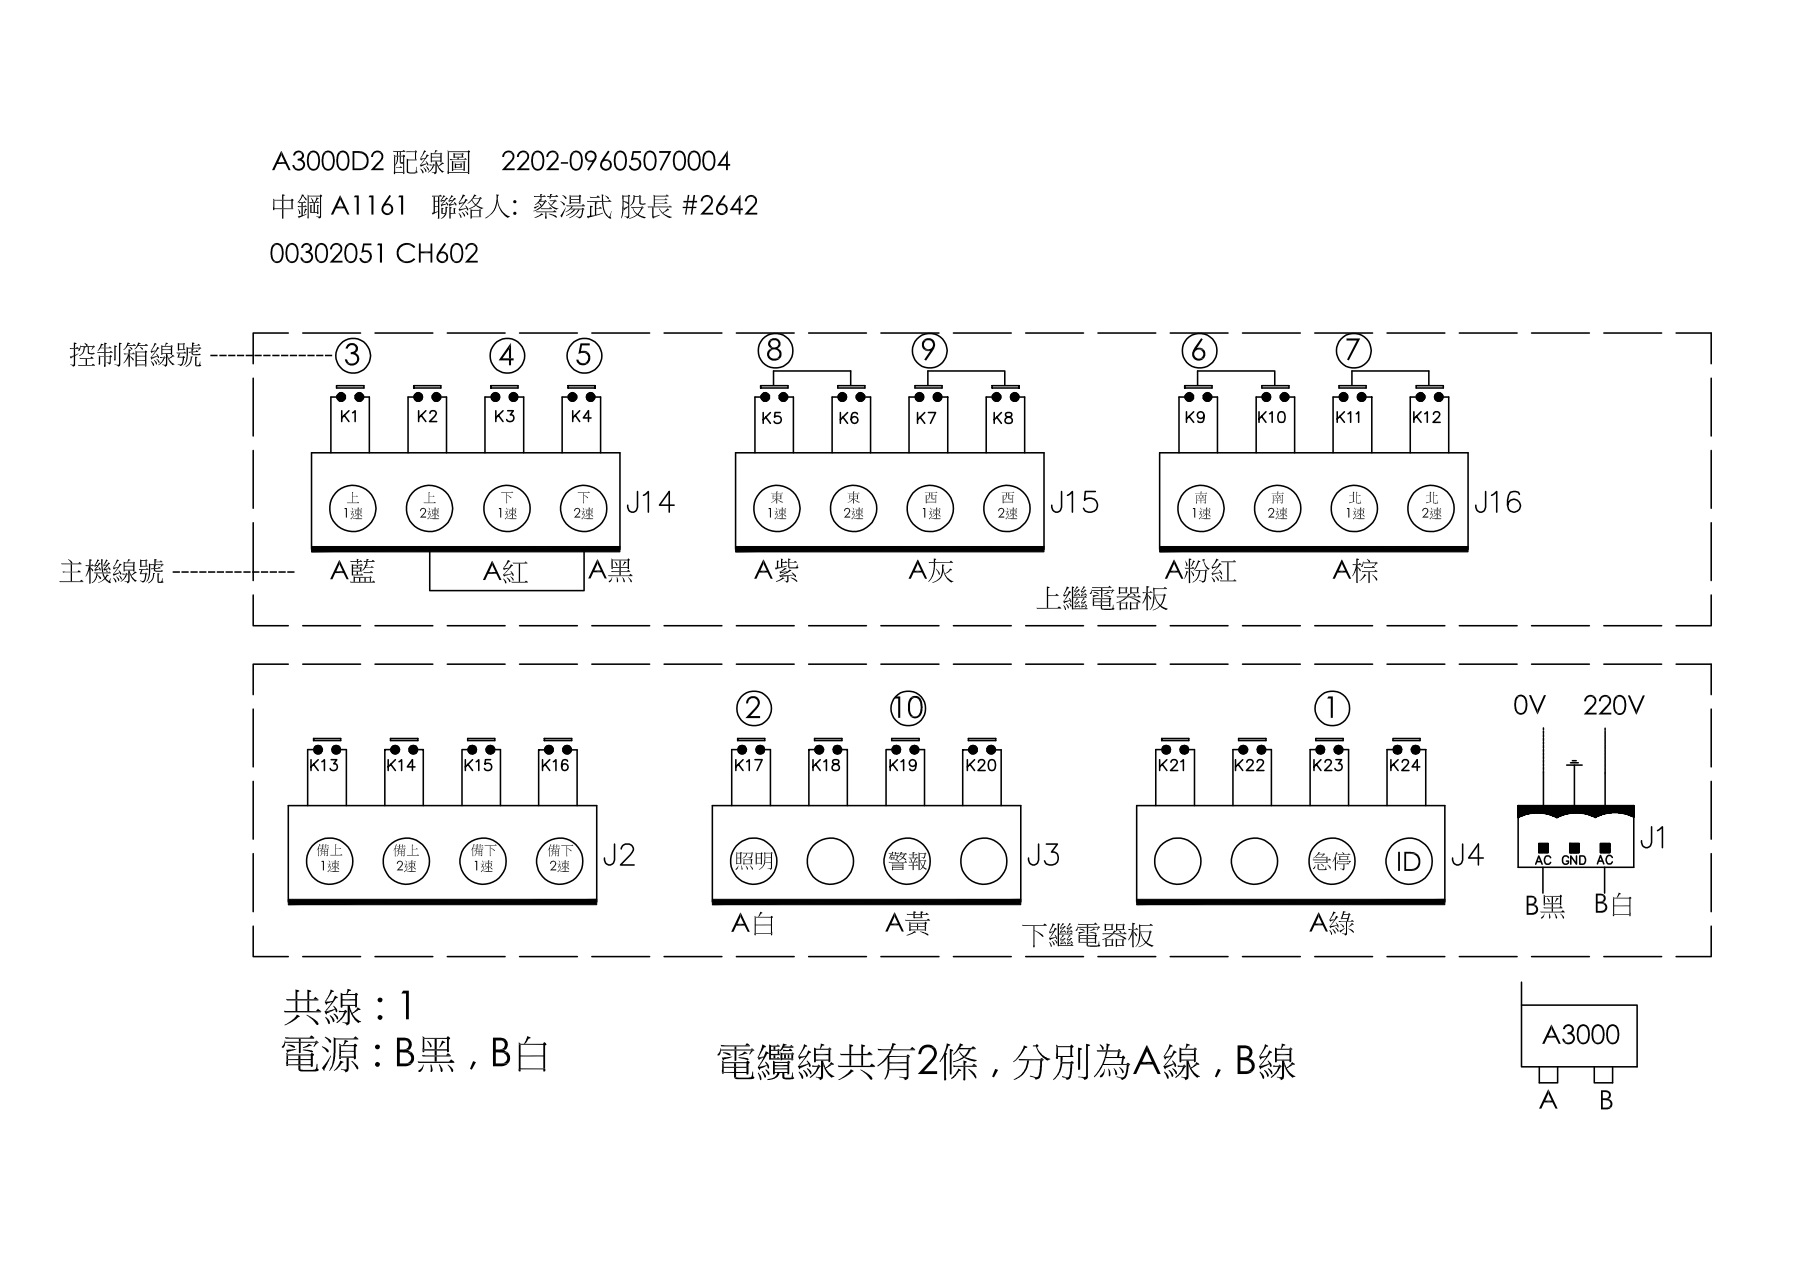 A3000D2 配線圖 2202-09605070004
中鋼 A1161 聯絡人: 蔡湯武 股長 #2642
00302051 CH602
控制箱線號 3 4 5 8 9 6 7
K1 K2 K3 K4 K5 K6 K7 K8 K9 K10 K11 K12
上 上 下 下 東 東 西 西 南 南 北 北
1速 2速 1速 2速 J14 1速 2速 1速 2速 J15 1速 2速 1速 2速 J16
主機線號 A藍 A紅 A黑 A紫 A灰 A粉紅 A棕
上繼電器板
2 10 1 0V 220V
K13 K14 K15 K16 K17 K18 K19 K20 K21 K22 K23 K24
備上 備上 備下 備下
1速 2速 1速 2速 J2 照明 警報 J3 急停 ID J4 AC GND AC J1
A白 A黃 A綠 B黑 B白
下繼電器板
共線 : 1
電源 : B黑 , B白
電纜線共有2條 , 分別為A線 , B線
A3000
A B